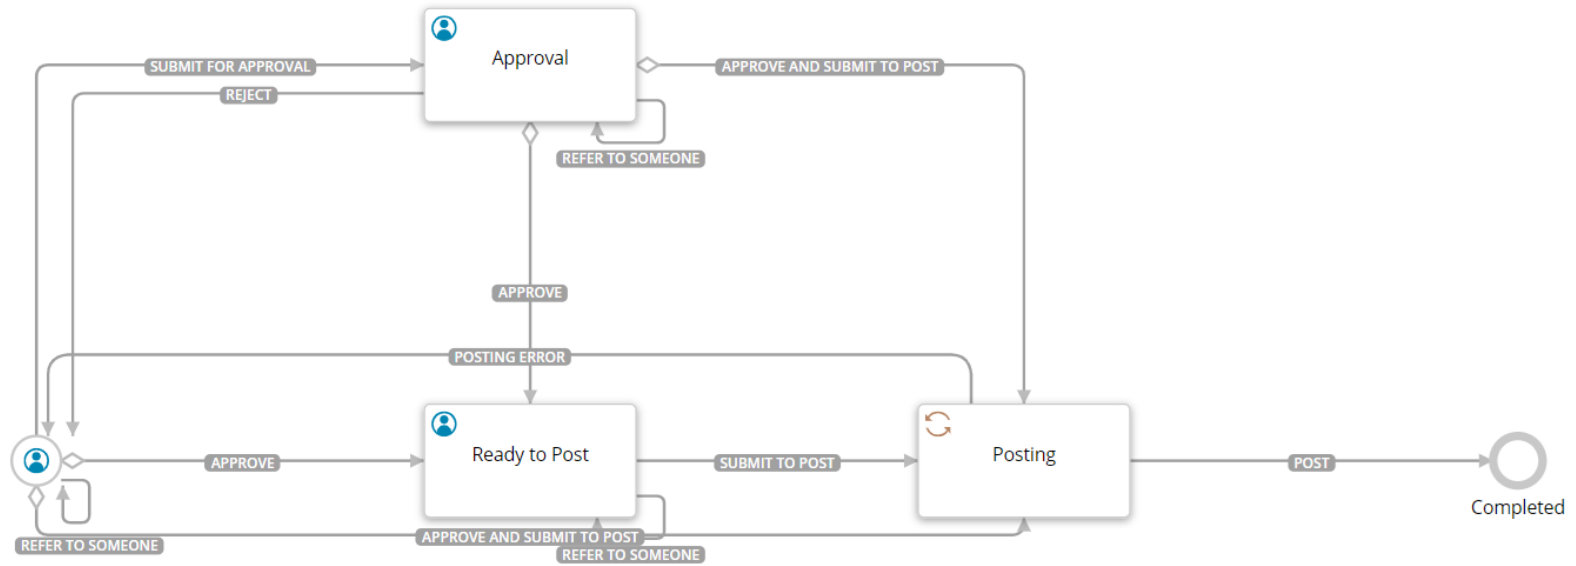 Approval
SUBMIT FOR APPROVAL
APPROVE AND SUBMIT TO POST
REJECT
REFER TO SOMEONE
APPROVE
POSTING ERROR
Ready to Post
Posting
APPROVE
SUBMIT TO POST
POST
Completed
APPROVE AND SUBMIT TO POST
REFER TO SOMEONE
REFER TO SOMEONE